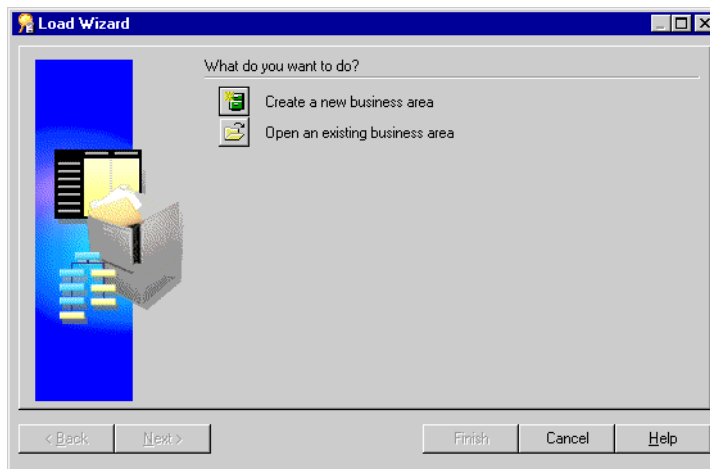 Load Wizard
What do you want to do?
Create a new business area
Open an existing business area
< Back Next > Finish Cancel Help